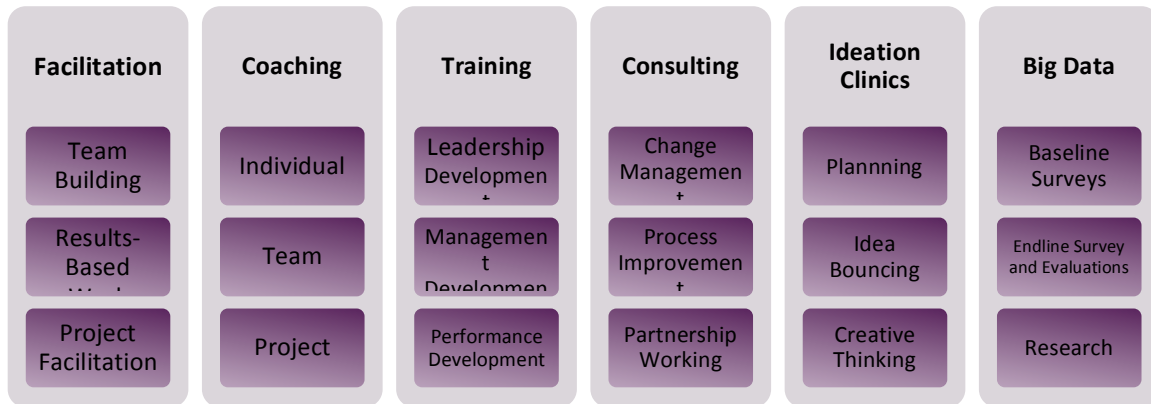 Facilitation
Team
Building
Results-
Based
Project
Facilitation
Coaching
Individual
Team
Project
Training
Leadership
Developmen
t
Managemen
t
Developmen
Performance
Development
Consulting
Change
Managemen
t
Process
Improvemen
t
Partnership
Working
Ideation
Clinics
Plannning
Idea
Bouncing
Creative
Thinking
Big Data
Baseline
Surveys
Endline Survey
and Evaluations
Research